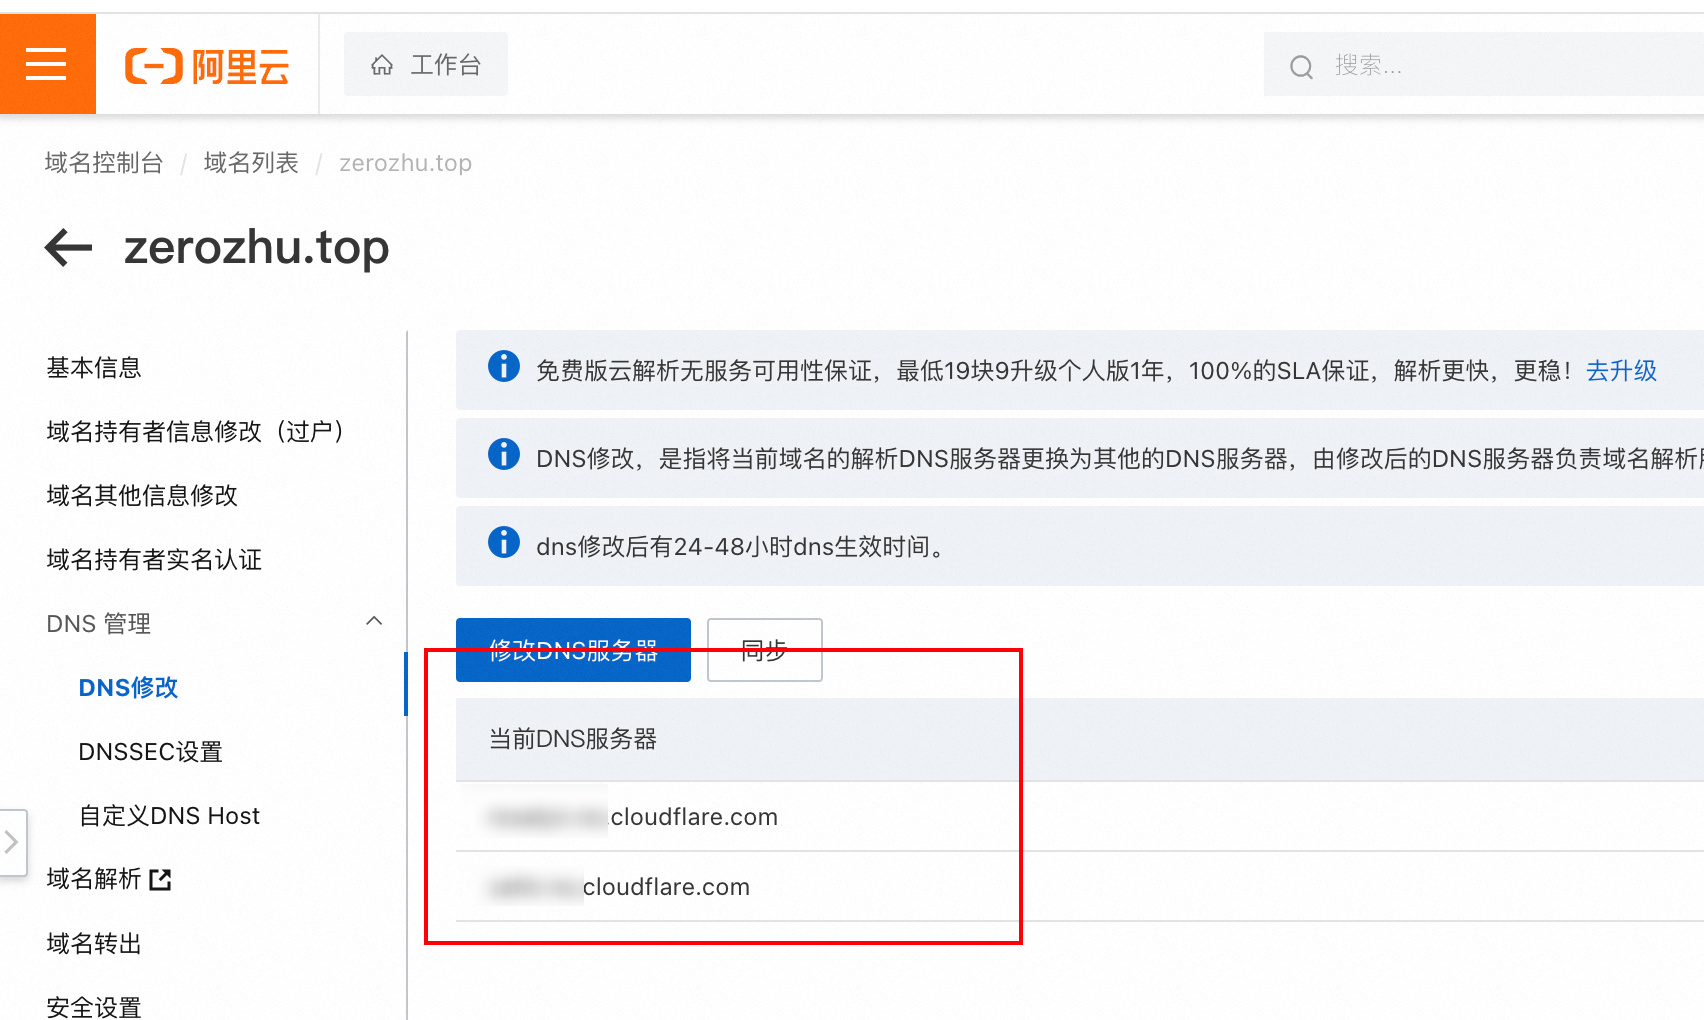 阿里云
工作台
搜索...
域名控制台 / 域名列表 / zerozhu.top
zerozhu.top
基本信息
域名持有者信息修改（过户）
域名其他信息修改
域名持有者实名认证
DNS 管理
DNS修改
DNSSEC设置
自定义DNS Host
域名解析
域名转出
安全设置
免费版云解析无服务可用性保证，最低19块9升级个人版1年，100%的SLA保证，解析更快，更稳！去升级
DNS修改，是指将当前域名的解析DNS服务器更换为其他的DNS服务器，由修改后的DNS服务器负责域名解析
dns修改后有24-48小时dns生效时间。
修改DNS服务器
同步
当前DNS服务器
.cloudflare.com
cloudflare.com